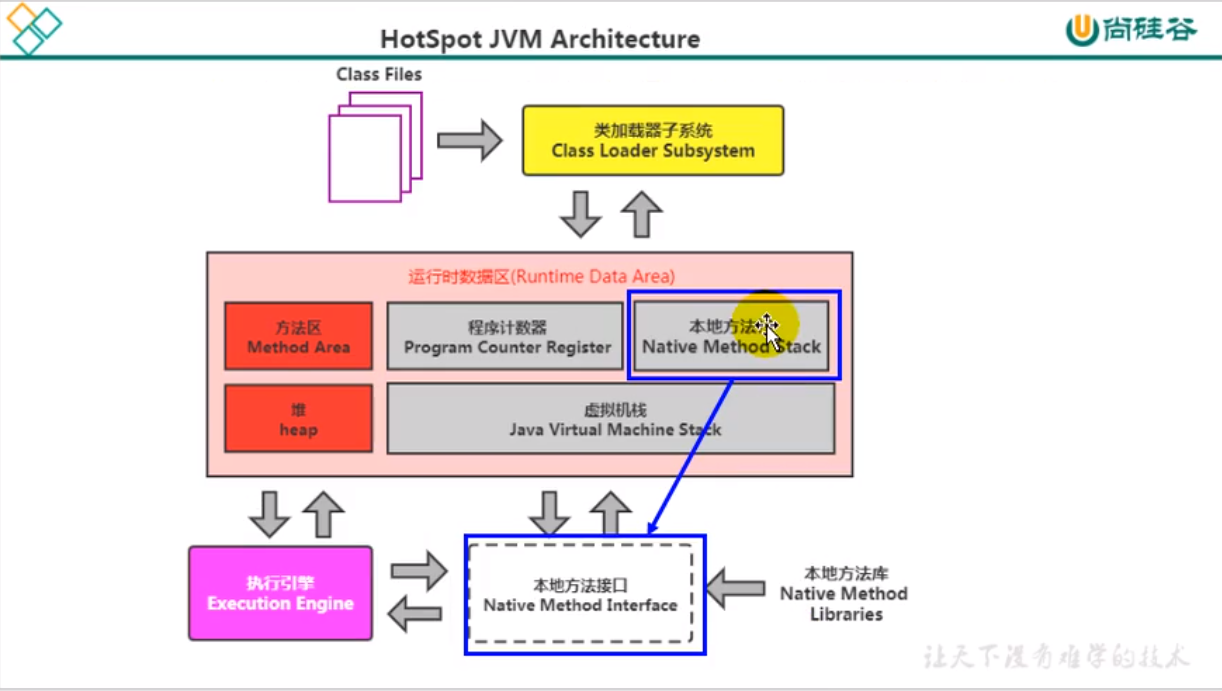 HotSpot JVM Architecture
尚硅谷
Class Files
类加载器子系统
Class Loader Subsystem
运行时数据区(Runtime Data Area)
方法区
Method Area
程序计数器
Program Counter Register
本地方法
Native Method Stack
堆
heap
虚拟机栈
Java Virtual Machine Stack
执行引擎
Execution Engine
本地方法接口
Native Method Interface
本地方法库
Native Method
Libraries
让天下没有难学的技术